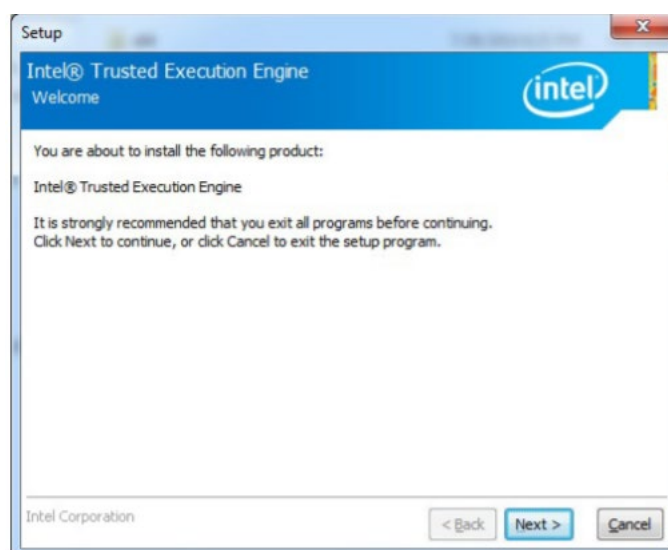 Setup
Intel® Trusted Execution Engine
Welcome
intel
You are about to install the following product:
Intel® Trusted Execution Engine
It is strongly recommended that you exit all programs before continuing.
Click Next to continue, or click Cancel to exit the setup program.
Intel Corporation
< Back Next > Cancel